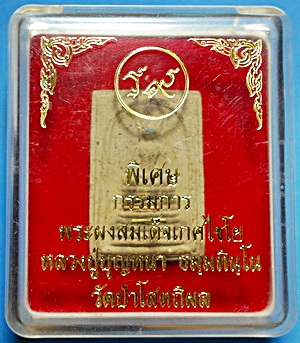 ร๙
พิเศษ
กรรมการ
พระผงสมเด็จเกศไชโย
หลวงปู่บุญหนา ธมฺมทินฺโน
วัดป่าโสตถิผล